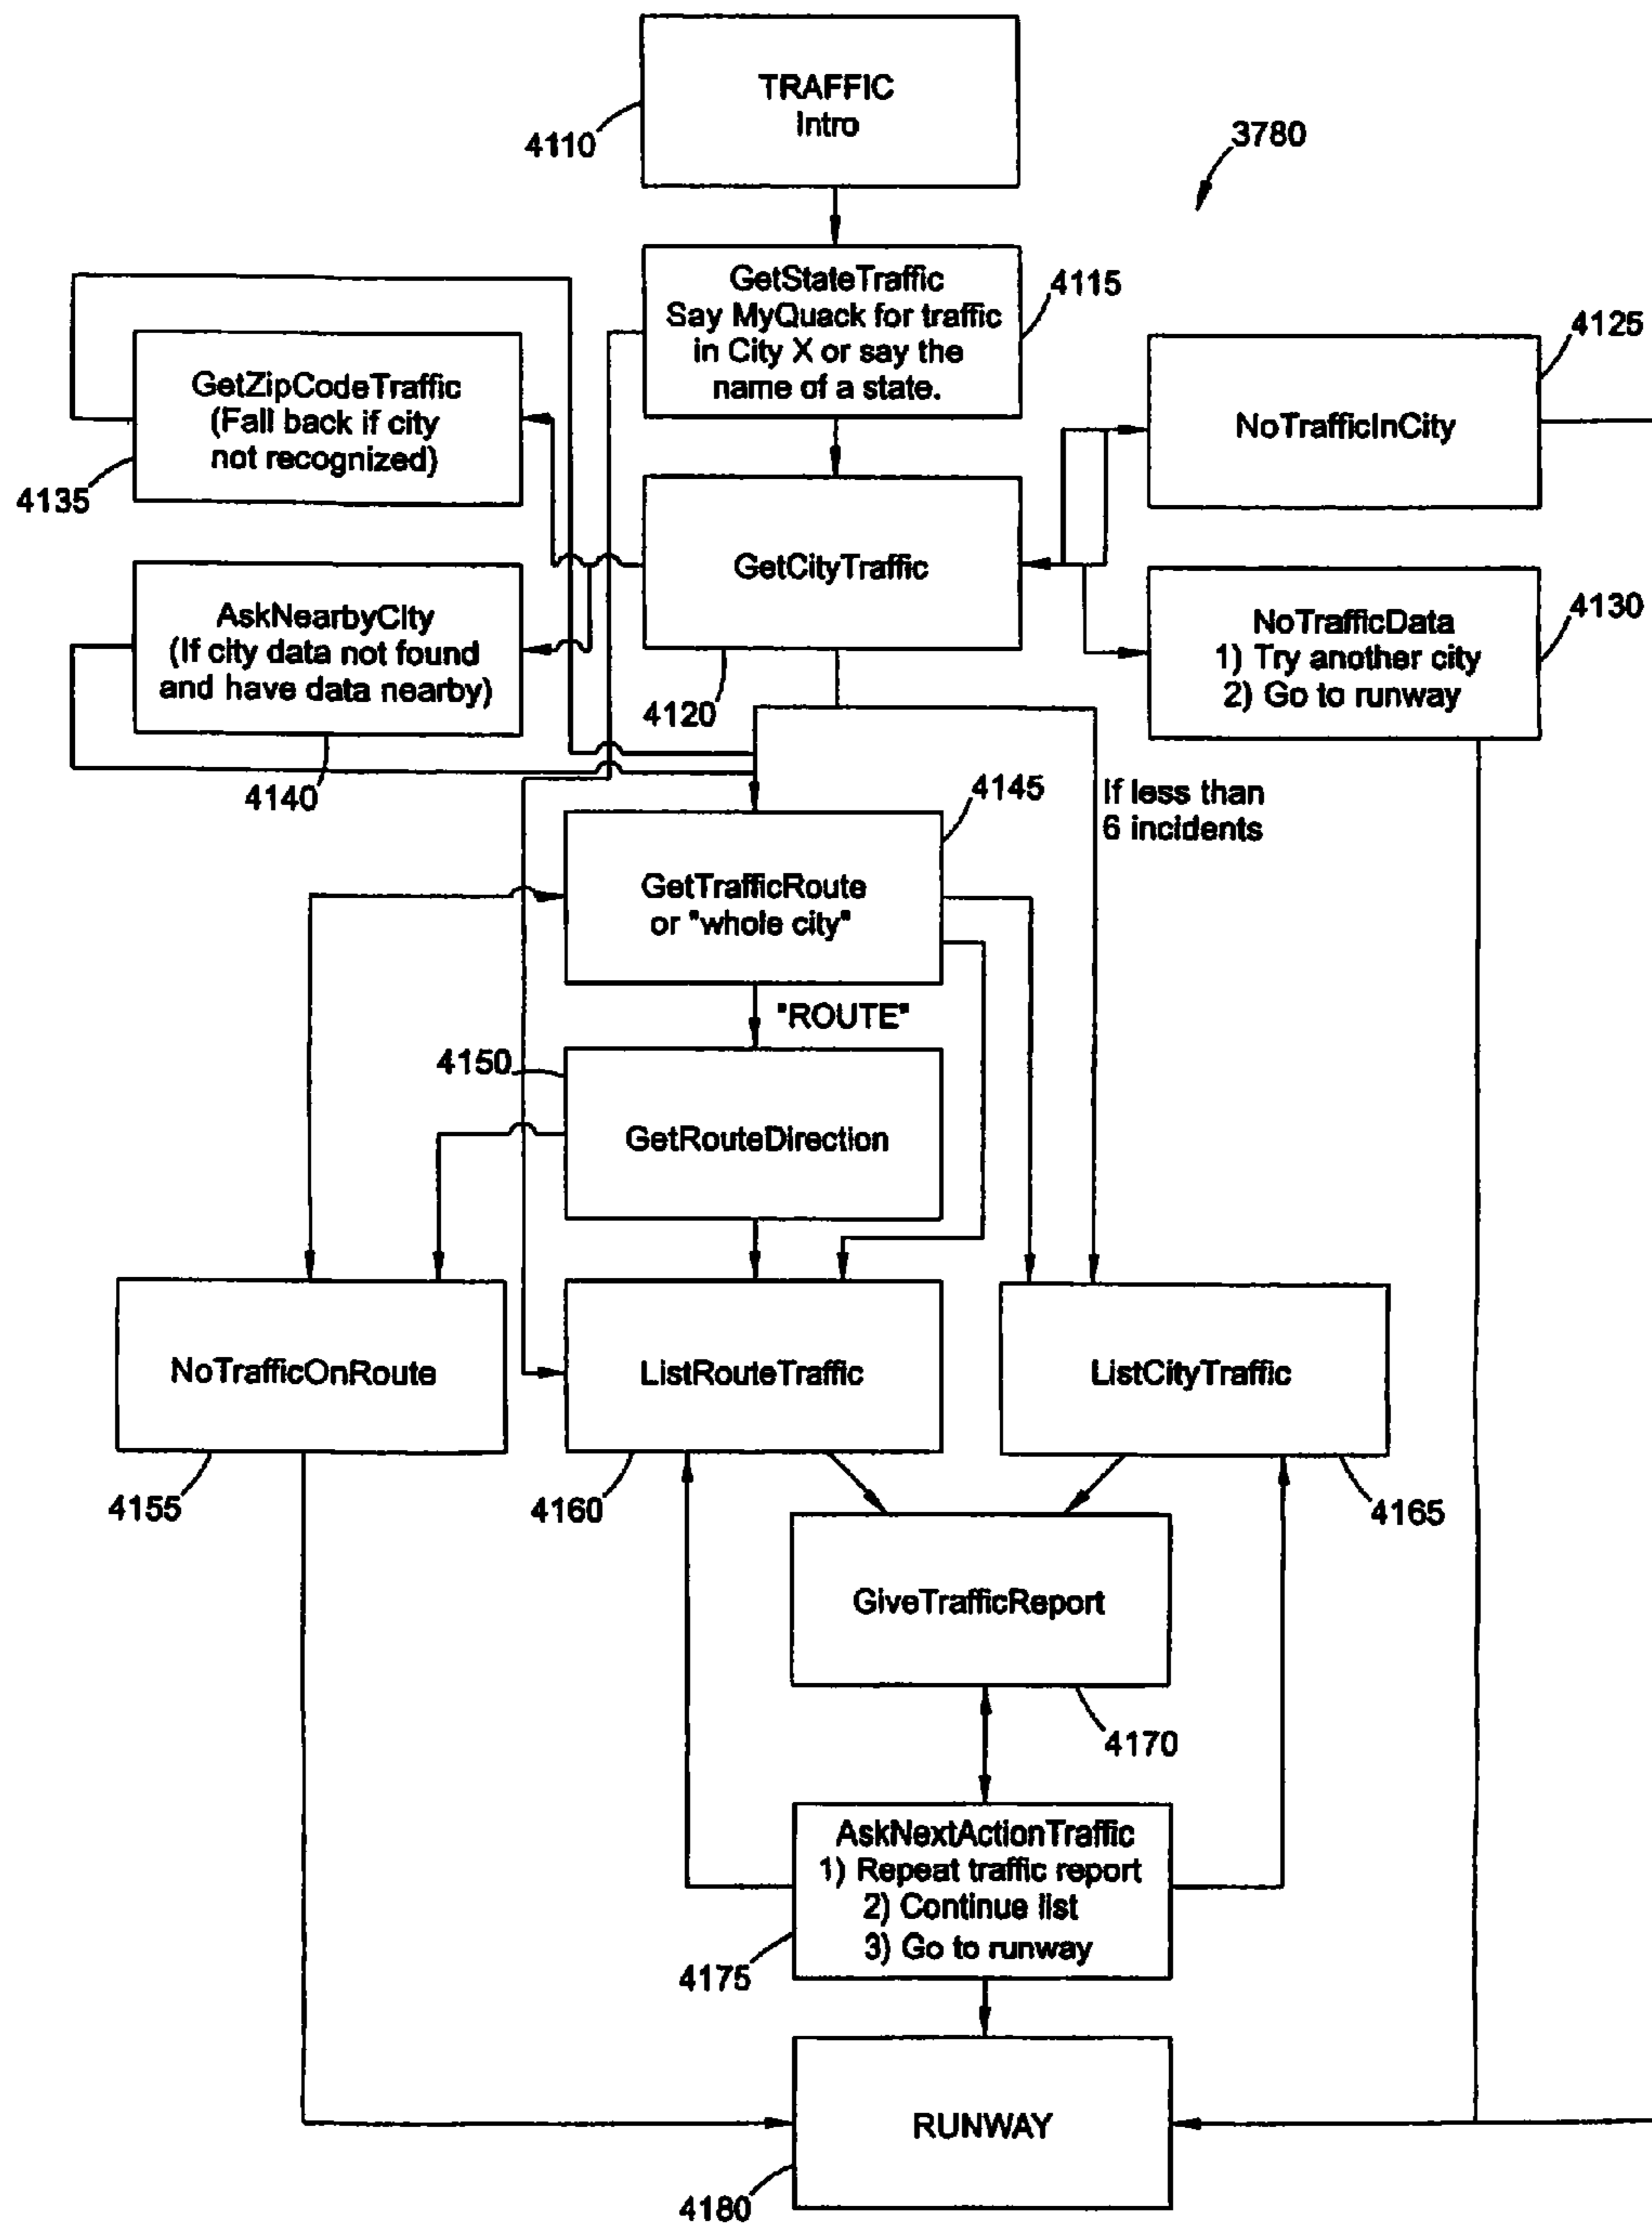 TRAFFIC
Intro
4110
3780
GetStateTraffic
Say MyQuack for traffic
in City X or say the
name of a state.
4115
GetZipCodeTraffic
(Fall back if city
not recognized)
4135
NoTrafficInCity
4125
GetCityTraffic
4120
AskNearbyCity
(If city data not found
and have data nearby)
4140
NoTrafficData
1) Try another city
2) Go to runway
4130
If less than
6 incidents
GetTrafficRoute
or "whole city"
4145
"ROUTE"
4150
GetRouteDirection
NoTrafficOnRoute
4155
ListRouteTraffic
4160
ListCityTraffic
4165
GiveTrafficReport
4170
AskNextActionTraffic
1) Repeat traffic report
2) Continue list
3) Go to runway
4175
RUNWAY
4180